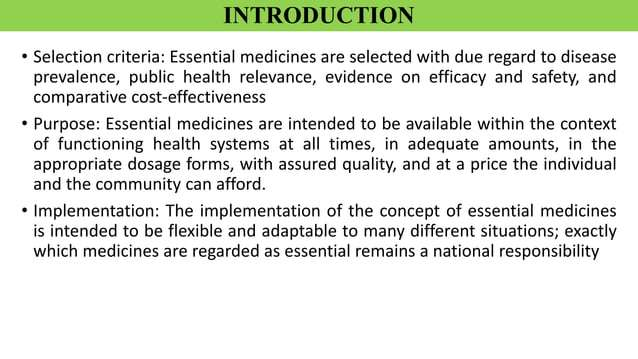 INTRODUCTION
• Selection criteria: Essential medicines are selected with due regard to disease
prevalence, public health relevance, evidence on efficacy and safety, and
comparative cost-effectiveness
• Purpose: Essential medicines are intended to be available within the context
of functioning health systems at all times, in adequate amounts, in the
appropriate dosage forms, with assured quality, and at a price the individual
and the community can afford.
• Implementation: The implementation of the concept of essential medicines
is intended to be flexible and adaptable to many different situations; exactly
which medicines are regarded as essential remains a national responsibility